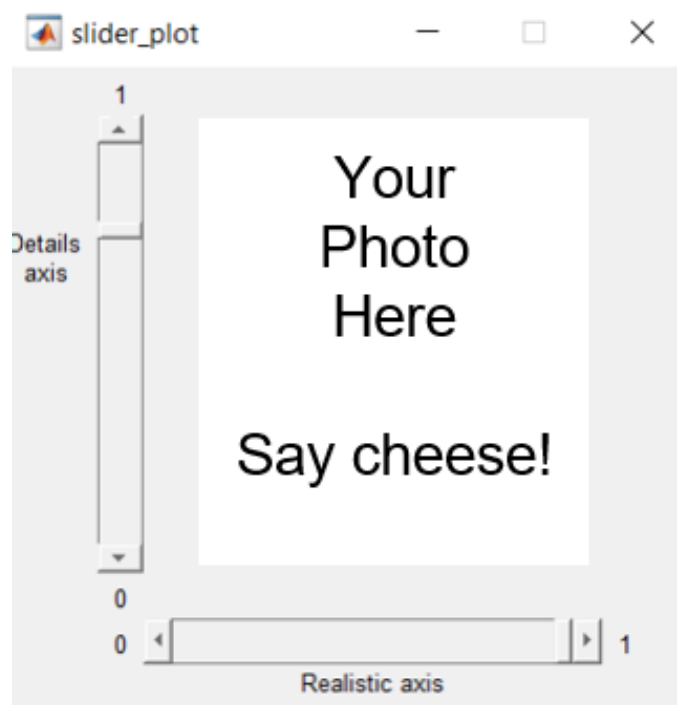 slider_plot
1
Details
axis
Your
Photo
Here
Say cheese!
0
0
1
Realistic axis